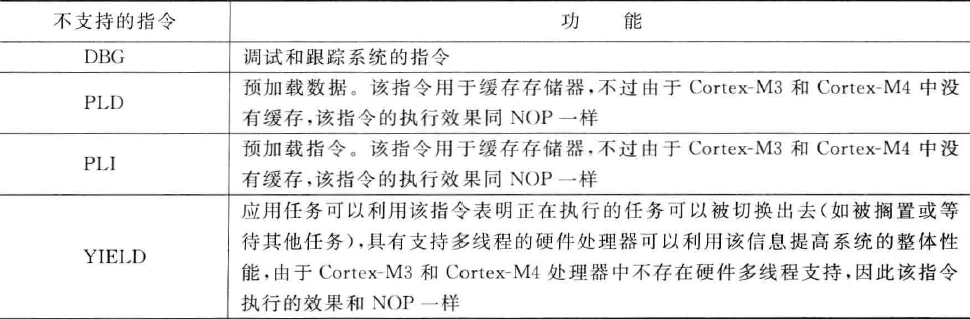 不支持的指令 功 能
DBG 调试和跟踪系统的指令
预加载数据。该指令用于缓存存储器,不过由于 Cortex-M3 和 Cortex-M4 中没
PLD
有缓存,该指令的执行效果同 NOP 一样
预加载指令。该指令用于缓存存储器,不过由于 Cortex-M3 和 Cortex-M4 中没
PLI
有缓存,该指令的执行效果同 NOP 一样
应用任务可以利用该指令表明正在执行的任务可以被切换出去(如被搁置或等
待其他任务),具有支持多线程的硬件处理器可以利用该信息提高系统的整体性
YIELD
能,由于 Cortex-M3 和 Cortex-M4 处理器中不存在硬件多线程支持,因此该指令
执行的效果和 NOP 一样